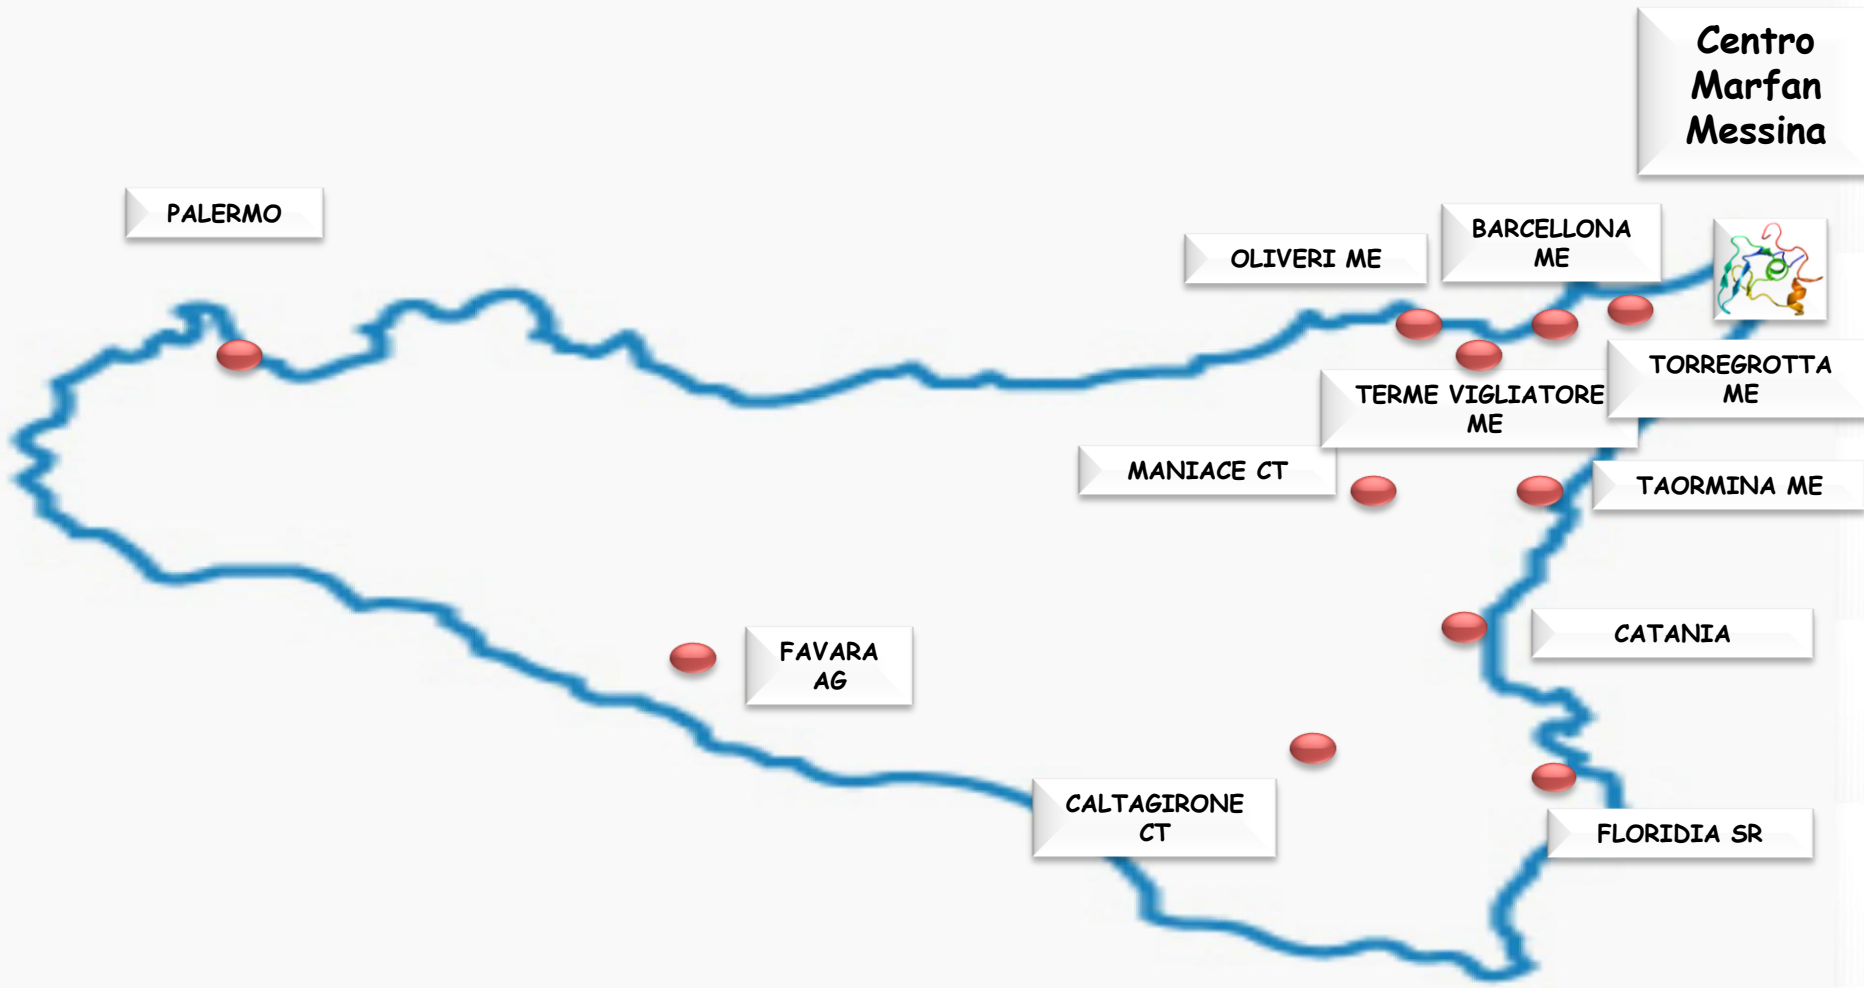 Centro
Marfan
Messina
PALERMO
BARCELLONA
ME
OLIVERI ME
TORREGROTTA
ME
TERME VIGLIATORE
ME
MANIACE CT
TAORMINA ME
CATANIA
FAVARA
AG
CALTAGIRONE
CT
FLORIDIA SR